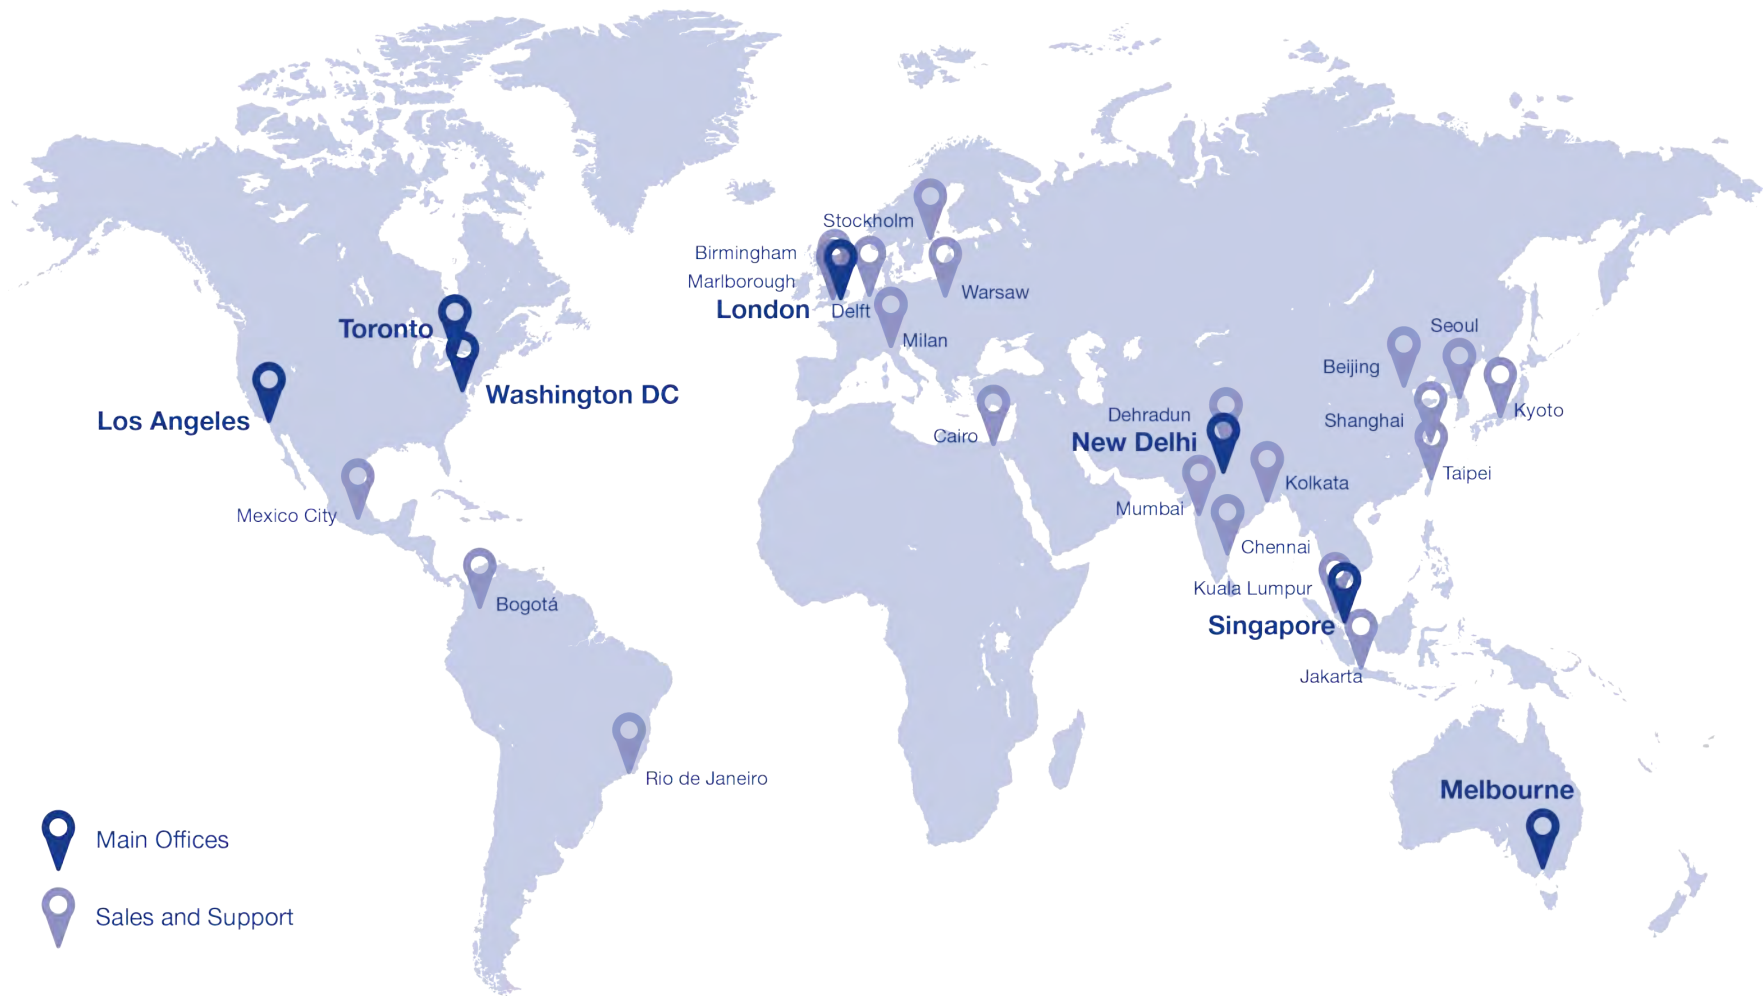 Stockholm
Birmingham
Marlborough
London
Delft
Warsaw
Milan
Toronto
Washington DC
Los Angeles
Mexico City
Bogotá
Rio de Janeiro
Cairo
Dehradun
New Delhi
Mumbai
Kolkata
Chennai
Seoul
Beijing
Shanghai
Kyoto
Taipei
Kuala Lumpur
Singapore
Jakarta
Melbourne
Main Offices
Sales and Support